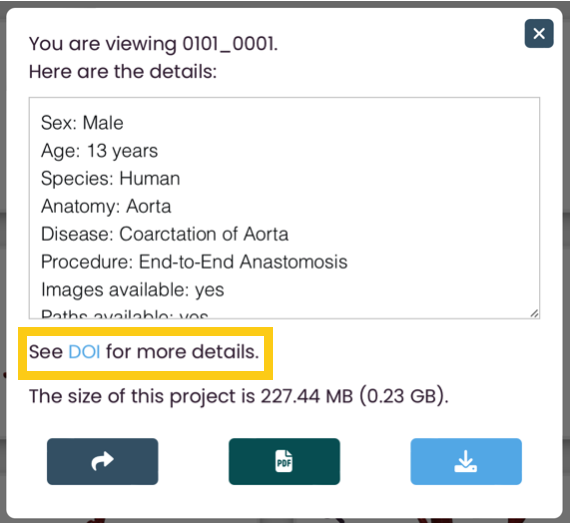 You are viewing 0101_0001.
Here are the details:
Sex: Male
Age: 13 years
Species: Human
Anatomy: Aorta
Disease: Coarctation of Aorta
Procedure: End-to-End Anastomosis
Images available: yes
Paths available: yes
See DOI for more details.
The size of this project is 227.44 MB (0.23 GB).
PDF